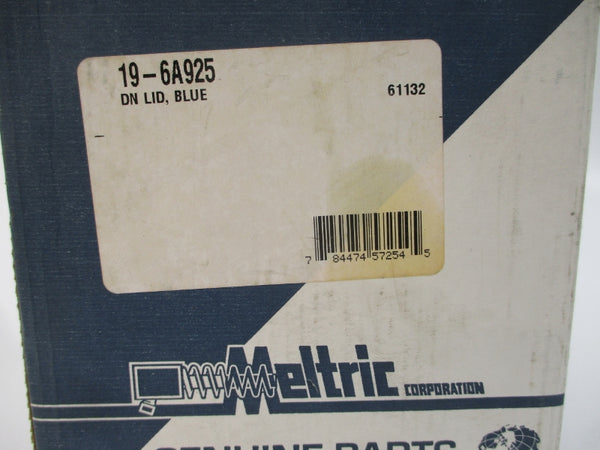 19-6A925
DN LID, BLUE 61132
7 84474 57254 5
Meltric CORPORATION
GENUINE PARTS